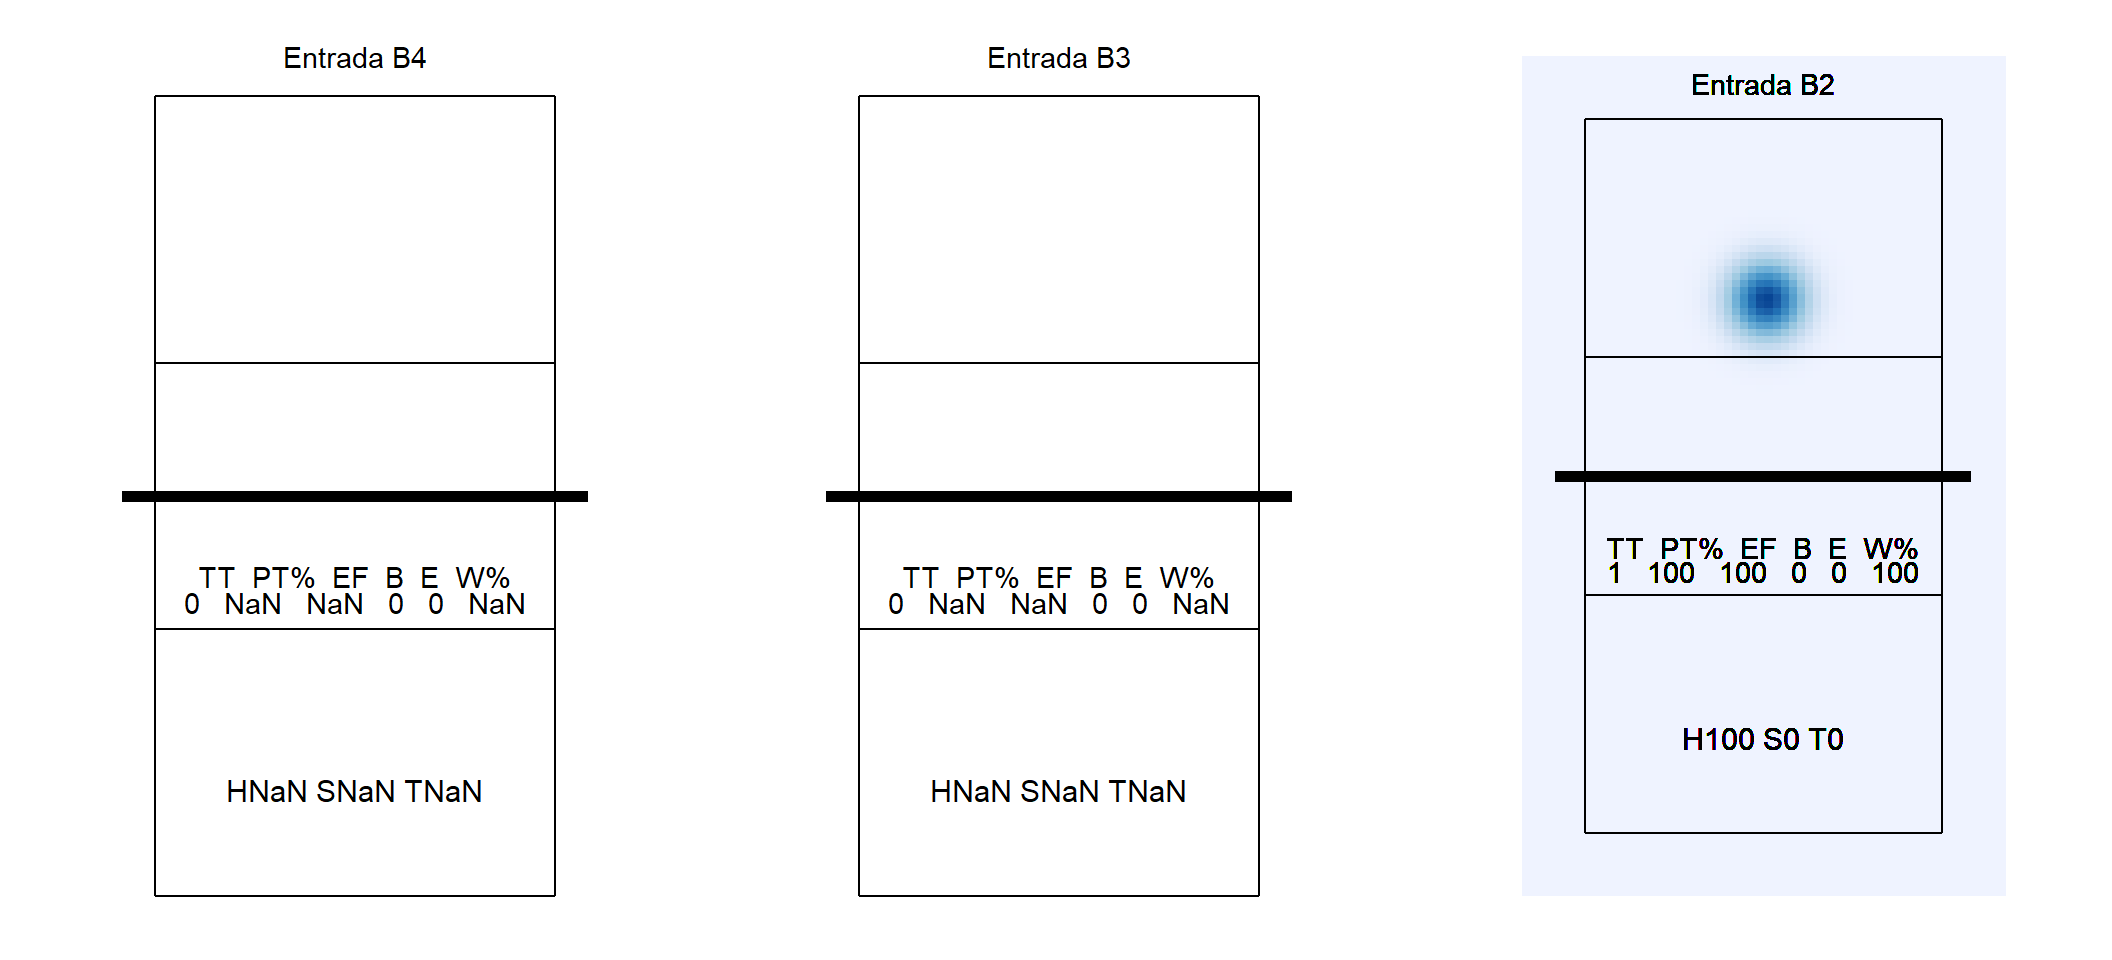 Entrada B4
TT PT% EF B E W%
0 NaN NaN 0 0 NaN
HNaN SNaN TNaN
Entrada B3
TT PT% EF B E W%
0 NaN NaN 0 0 NaN
HNaN SNaN TNaN
Entrada B2
TT PT% EF B E W%
1 100 100 0 0 100
H100 S0 T0